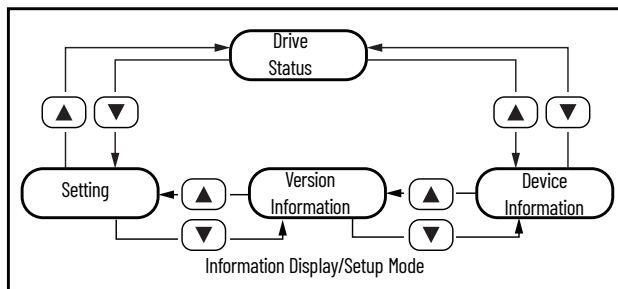 Drive
Status
Setting
Version
Information
Device
Information
Information Display/Setup Mode